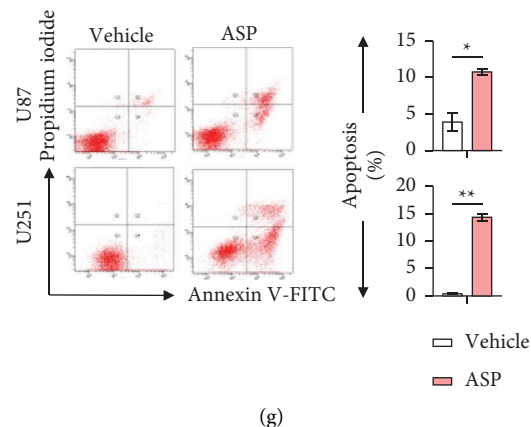 Vehicle ASP
Propidium iodide
U87
U251
Annexin V-FITC
Apoptosis
(%)
15
10
5
0
*
20
15
10
5
0
**
Vehicle
ASP
(g)